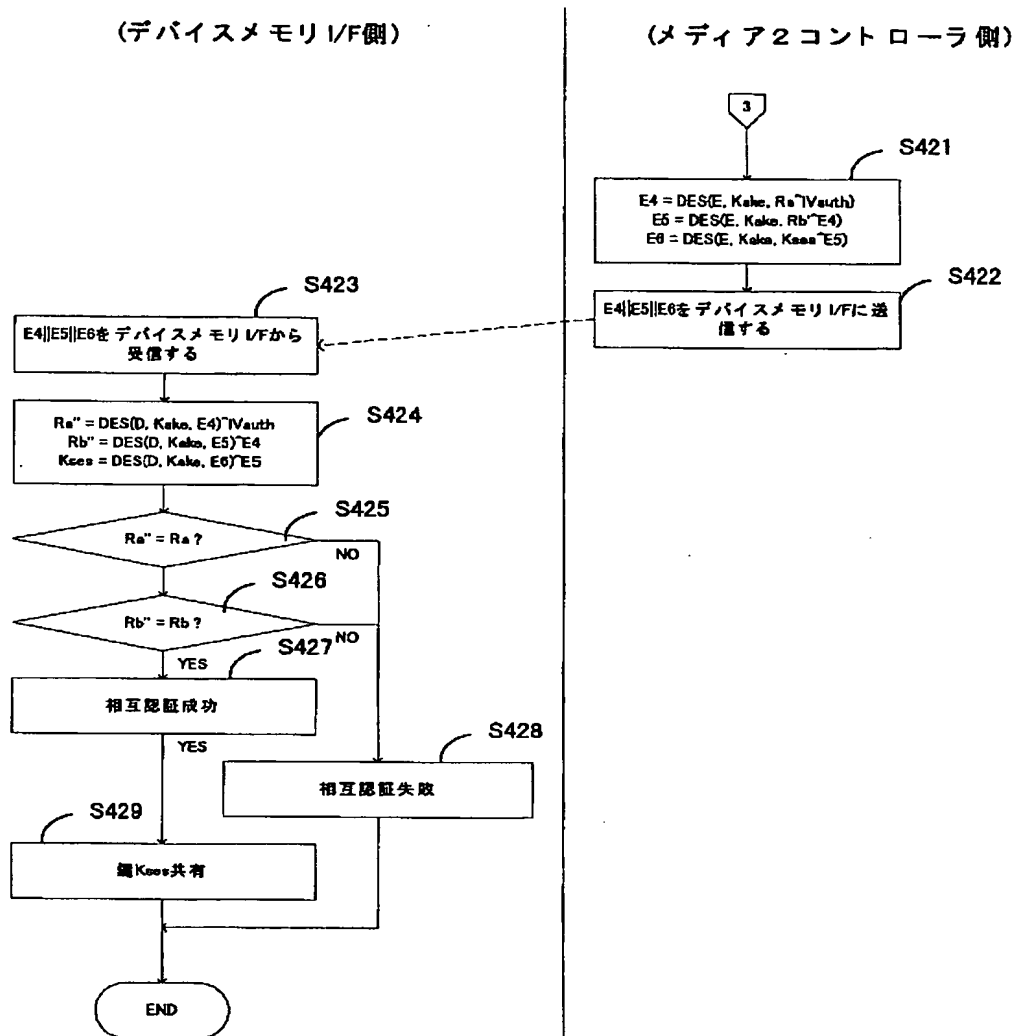 (デバイスメモリI/F側)
(メディア2コントローラ側)
3
S421
E4 = DES(E, Kake, Ra^IVauth)
E5 = DES(E, Kake, Rb'^E4)
E6 = DES(E, Kake, Kses^E5)
S422
E4||E5||E6をデバイスメモリI/Fに送
信する
S423
E4||E5||E6をデバイスメモリI/Fから
受信する
S424
Ra'' = DES(D, Kake, E4)^IVauth
Rb'' = DES(D, Kake, E5)^E4
Kses = DES(D, Kake, E6)^E5
S425
Ra'' = Ra ?
NO
S426
Rb'' = Rb ?
NO
YES
S427
相互認証成功
YES
S428
相互認証失敗
S429
鍵Kses共有
END